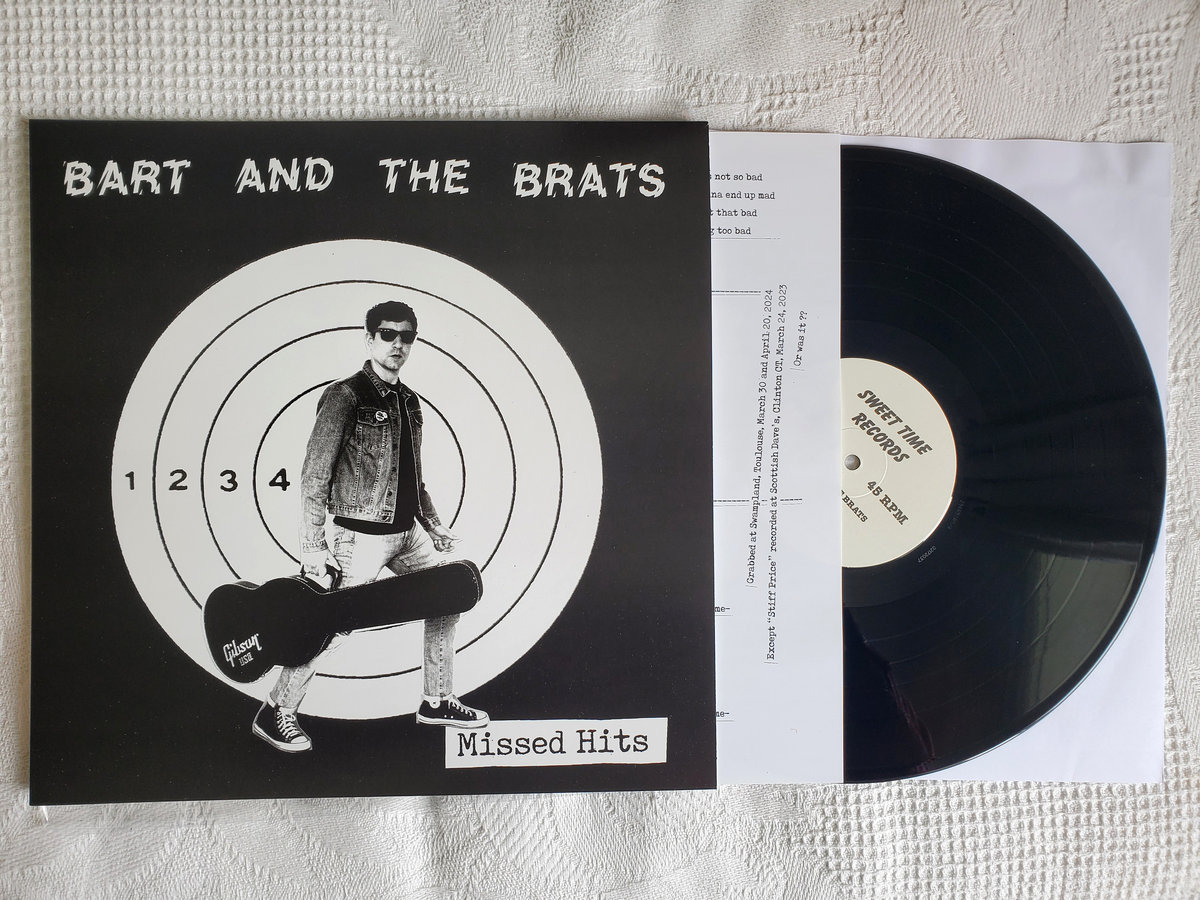 BART AND THE BRATS
1 2 3 4
Gibson
USA
Missed Hits
not so bad
end up mad
that bad
too bad
Grabbed at Swampland, Toulouse, March 30 and April 20, 2024
Except "Stiff Price" recorded at Scottish Dave's, Clinton CT, March 24, 2023
Or was it ??
SWEET TIME
RECORDS
45 RPM
BRATS